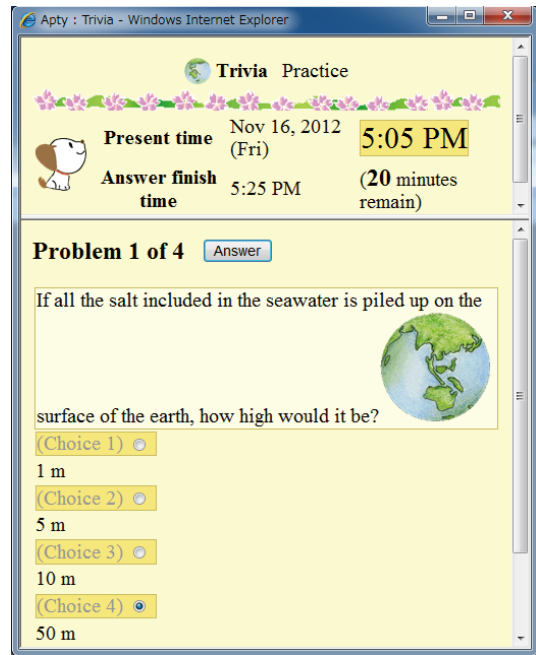 Apty : Trivia - Windows Internet Explorer
Trivia Practice
Present time
Nov 16, 2012
(Fri)
5:05 PM
Answer finish
time
5:25 PM
(20 minutes
remain)
Problem 1 of 4 Answer
If all the salt included in the seawater is piled up on the
surface of the earth, how high would it be?
(Choice 1)
1 m
(Choice 2)
5 m
(Choice 3)
10 m
(Choice 4)
50 m